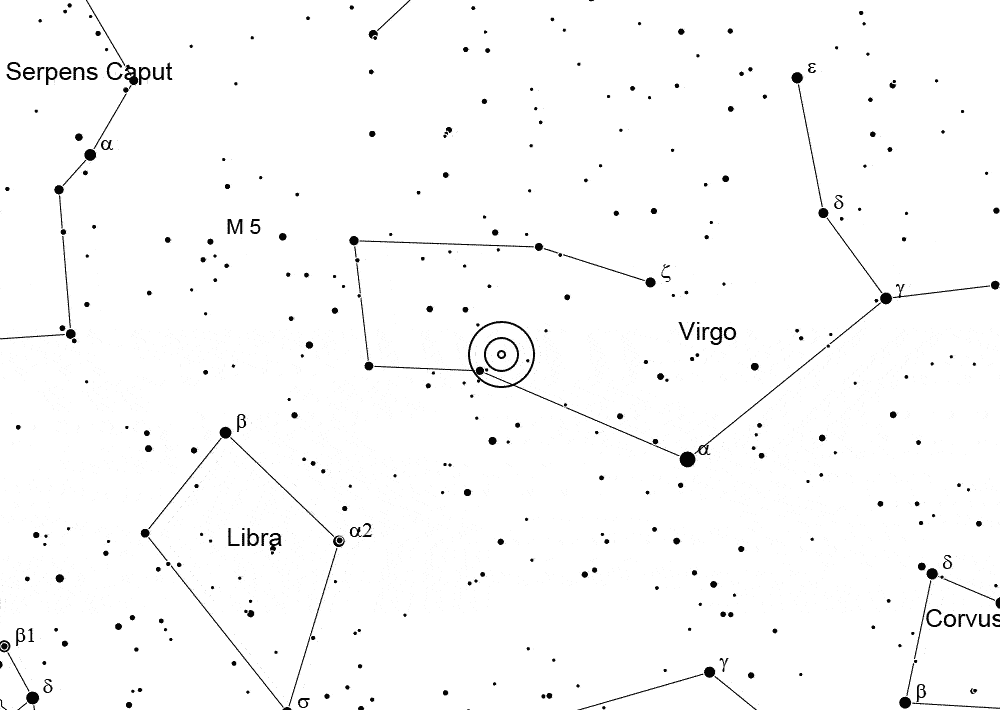 Serpens Caput
ε
α
δ
M 5
ζ
γ
Virgo
β
α
Libra
α2
δ
Corvus
β1
γ
δ
β
σ